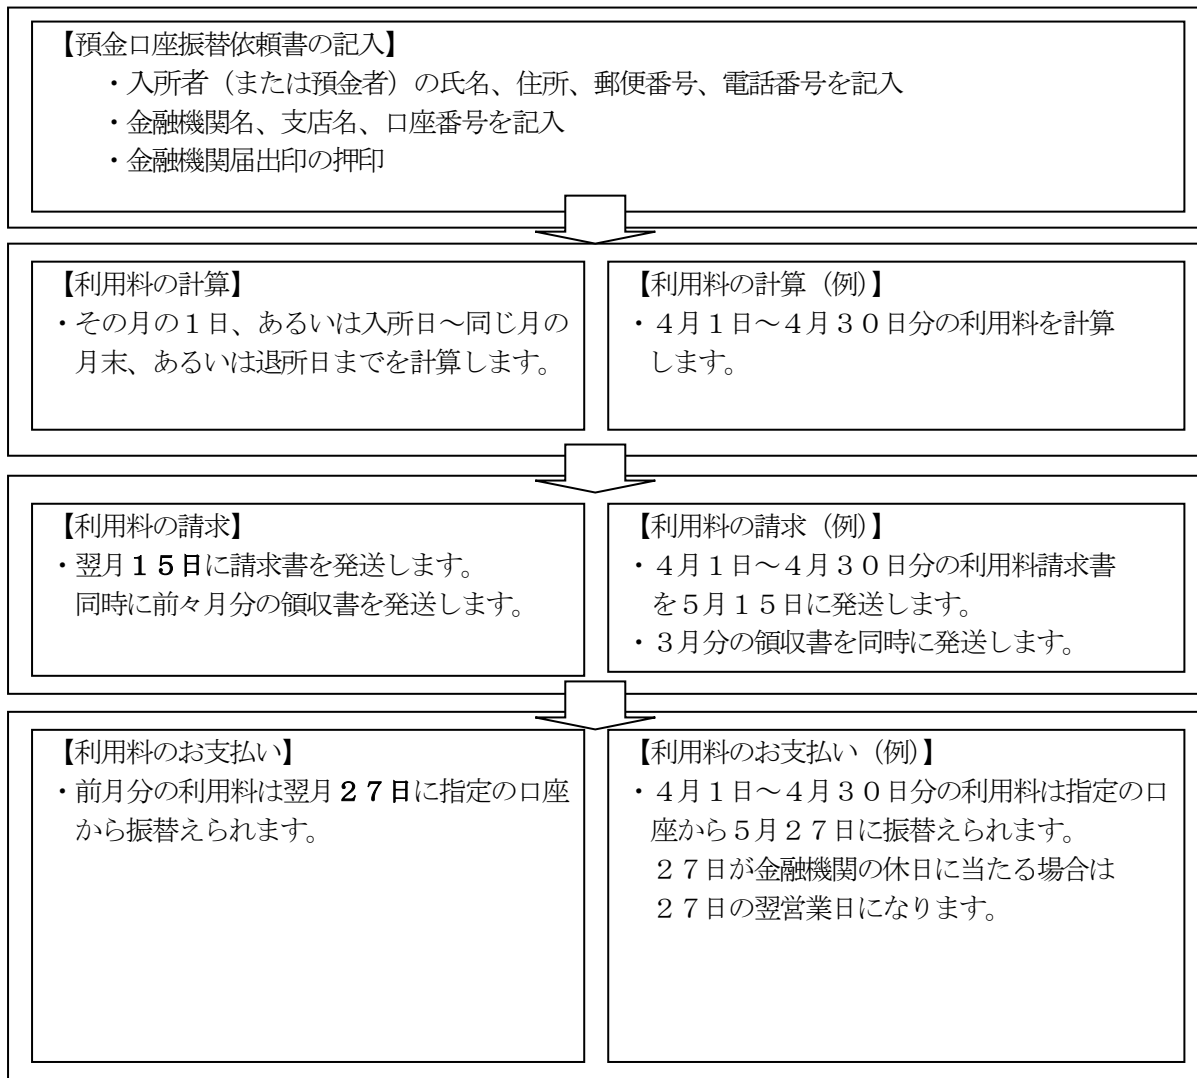 【預金口座振替依頼書の記入】
・入所者（または預金者）の氏名、住所、郵便番号、電話番号を記入
・金融機関名、支店名、口座番号を記入
・金融機関届出印の押印
【利用料の計算】
・その月の１日、あるいは入所日～同じ月の
月末、あるいは退所日までを計算します。
【利用料の計算（例）】
・４月１日～４月３０日分の利用料を計算
します。
【利用料の請求】
・翌月１５日に請求書を発送します。
同時に前々月分の領収書を発送します。
【利用料の請求（例）】
・４月１日～４月３０日分の利用料請求書
を５月１５日に発送します。
・３月分の領収書を同時に発送します。
【利用料のお支払い】
・前月分の利用料は翌月２７日に指定の口座
から振替えられます。
【利用料のお支払い（例）】
・４月１日～４月３０日分の利用料は指定の口
座から５月２７日に振替えられます。
２７日が金融機関の休日に当たる場合は
２７日の翌営業日になります。